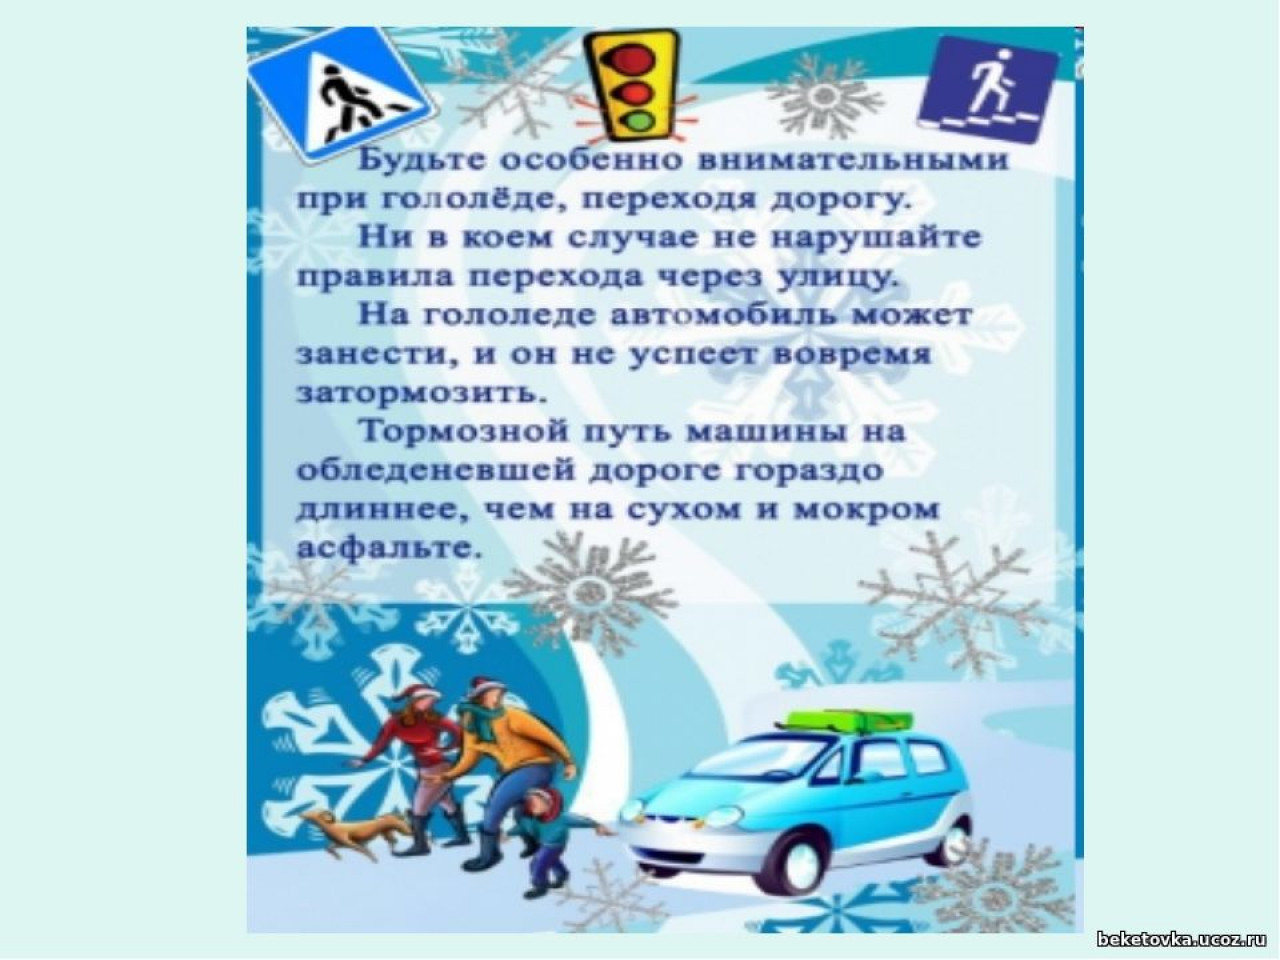 Будьте особенно внимательными
при гололёде, переходя дорогу.
Ни в коем случае не нарушайте
правила перехода через улицу.
На гололеде автомобиль может
занести, и он не успеет вовремя
затормозить.
Тормозной путь машины на
обледеневшей дороге гораздо
длиннее, чем на сухом и мокром
асфальте.
beketovka.ucoz.ru